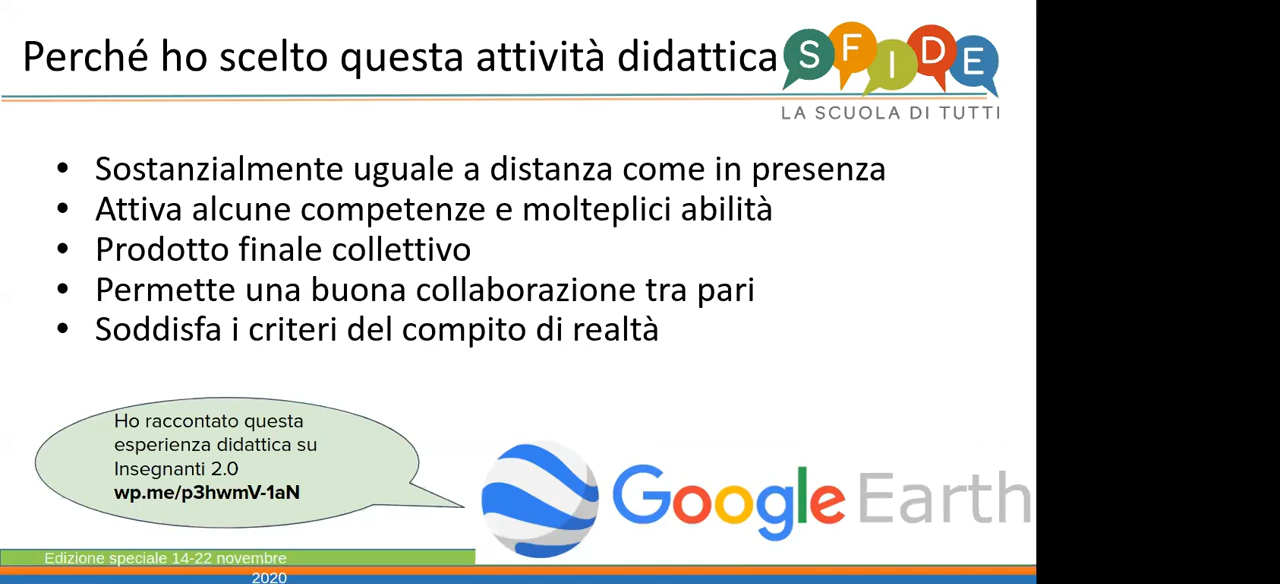 Perché ho scelto questa attività didattica
SFIDE
LA SCUOLA DI TUTTI
• Sostanzialmente uguale a distanza come in presenza
• Attiva alcune competenze e molteplici abilità
• Prodotto finale collettivo
• Permette una buona collaborazione tra pari
• Soddisfa i criteri del compito di realtà
Ho raccontato questa
esperienza didattica su
Insegnanti 2.0
wp.me/p3hwmV-1aN
Google Earth
Edizione speciale 14-22 novembre
2020